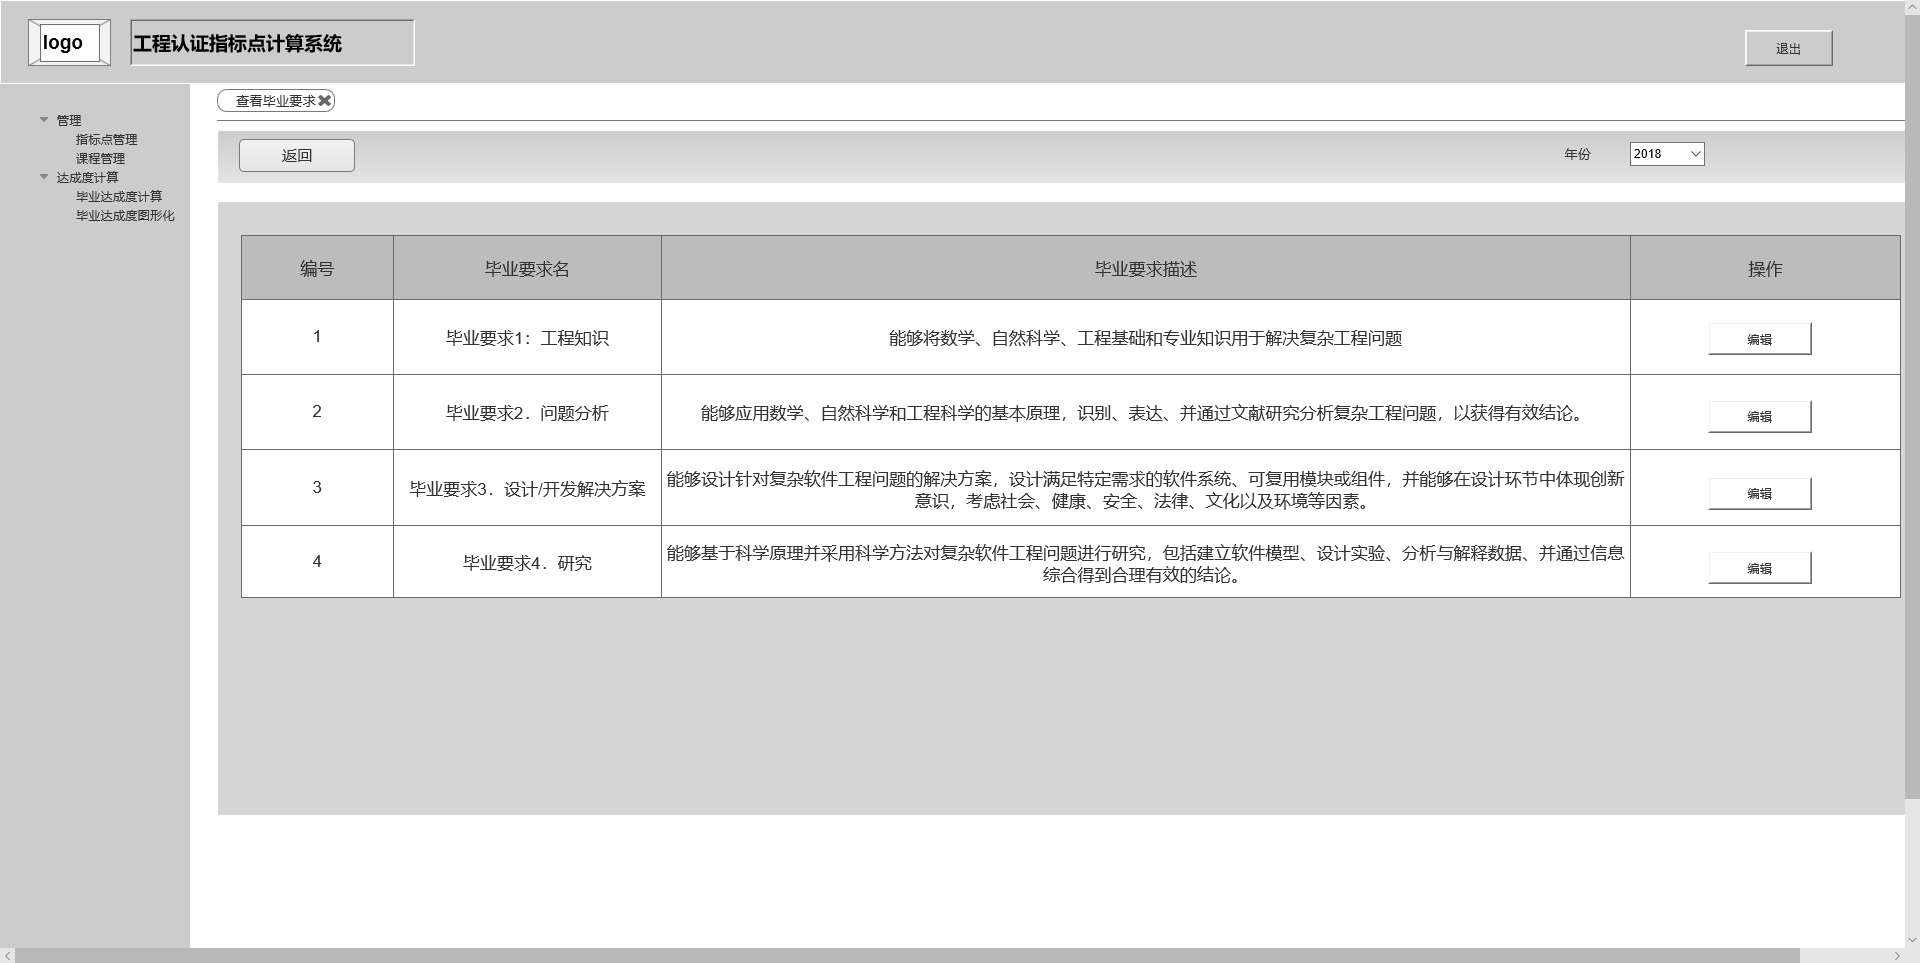 logo
工程认证指标点计算系统
退出
管理
指标点管理
课程管理
达成度计算
毕业达成度计算
毕业达成度图形化
查看毕业要求
返回
年份
2018
编号
毕业要求名
毕业要求描述
操作
1
毕业要求1：工程知识
能够将数学、自然科学、工程基础和专业知识用于解决复杂工程问题
编辑
2
毕业要求2．问题分析
能够应用数学、自然科学和工程科学的基本原理，识别、表达、并通过文献研究分析复杂工程问题，以获得有效结论。
编辑
3
毕业要求3．设计/开发解决方案
能够设计针对复杂软件工程问题的解决方案，设计满足特定需求的软件系统、可复用模块或组件，并能够在设计环节中体现创新
意识，考虑社会、健康、安全、法律、文化以及环境等因素。
编辑
4
毕业要求4．研究
能够基于科学原理并采用科学方法对复杂软件工程问题进行研究，包括建立软件模型、设计实验、分析与解释数据、并通过信息
综合得到合理有效的结论。
编辑